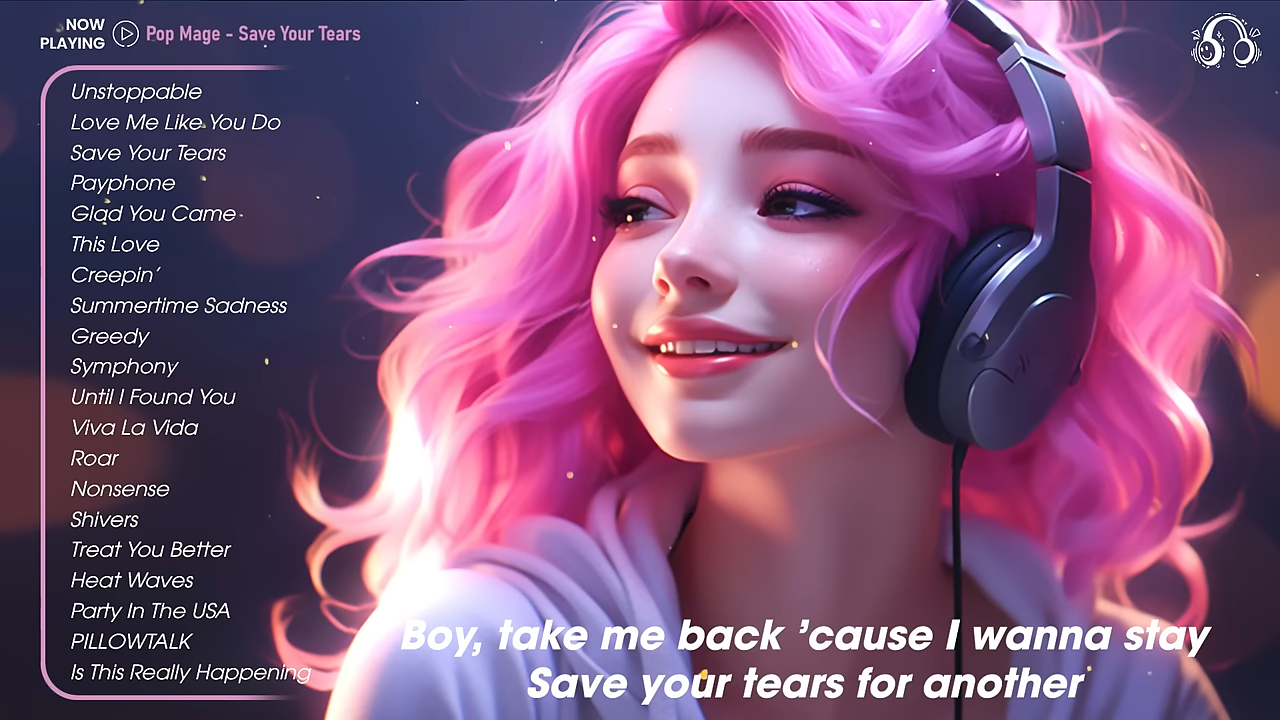 NOW
PLAYING
Pop Mage - Save Your Tears
Unstoppable
Love Me Like You Do
Save Your Tears
Payphone
Glad You Came
This Love
Creepin’
Summertime Sadness
Greedy
Symphony
Until I Found You
Viva La Vida
Roar
Nonsense
Shivers
Treat You Better
Heat Waves
Party In The USA
PILLOWTALK
Is This Really Happening
Boy, take me back ’cause I wanna stay
Save your tears for another